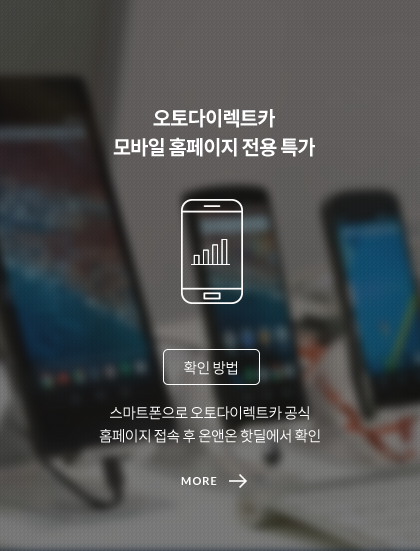 오토다이렉트카
모바일 홈페이지 전용 특가
확인 방법
스마트폰으로 오토다이렉트카 공식
홈페이지 접속 후 온앤온 핫딜에서 확인
MORE